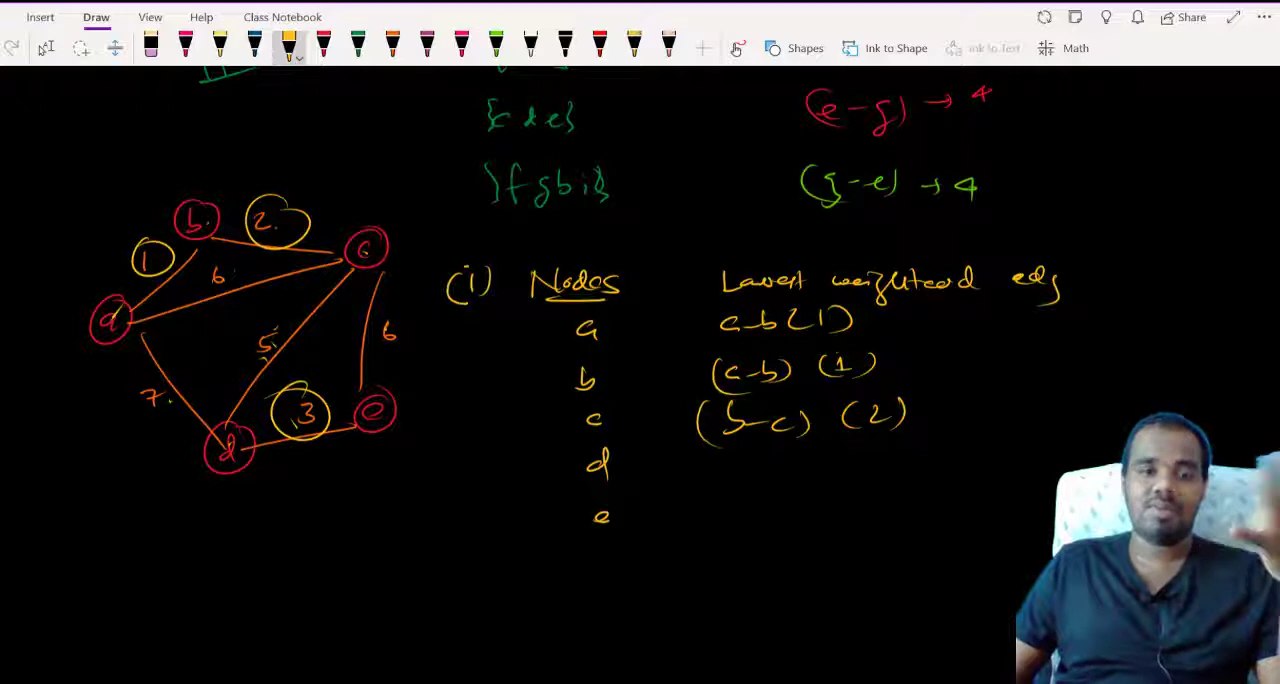 Insert Draw View Help Class Notebook Share
Shapes Ink to Shape Ink to Text Math
(e-g) → 4
{c d e}
(g-e) → 4
b 2
c
1
6
a
5
6
7
3
e
d
(i) Nodes Lowest weighteed edg
a a-b (1)
b (a-b) (1)
c (b-c) (2)
d
e